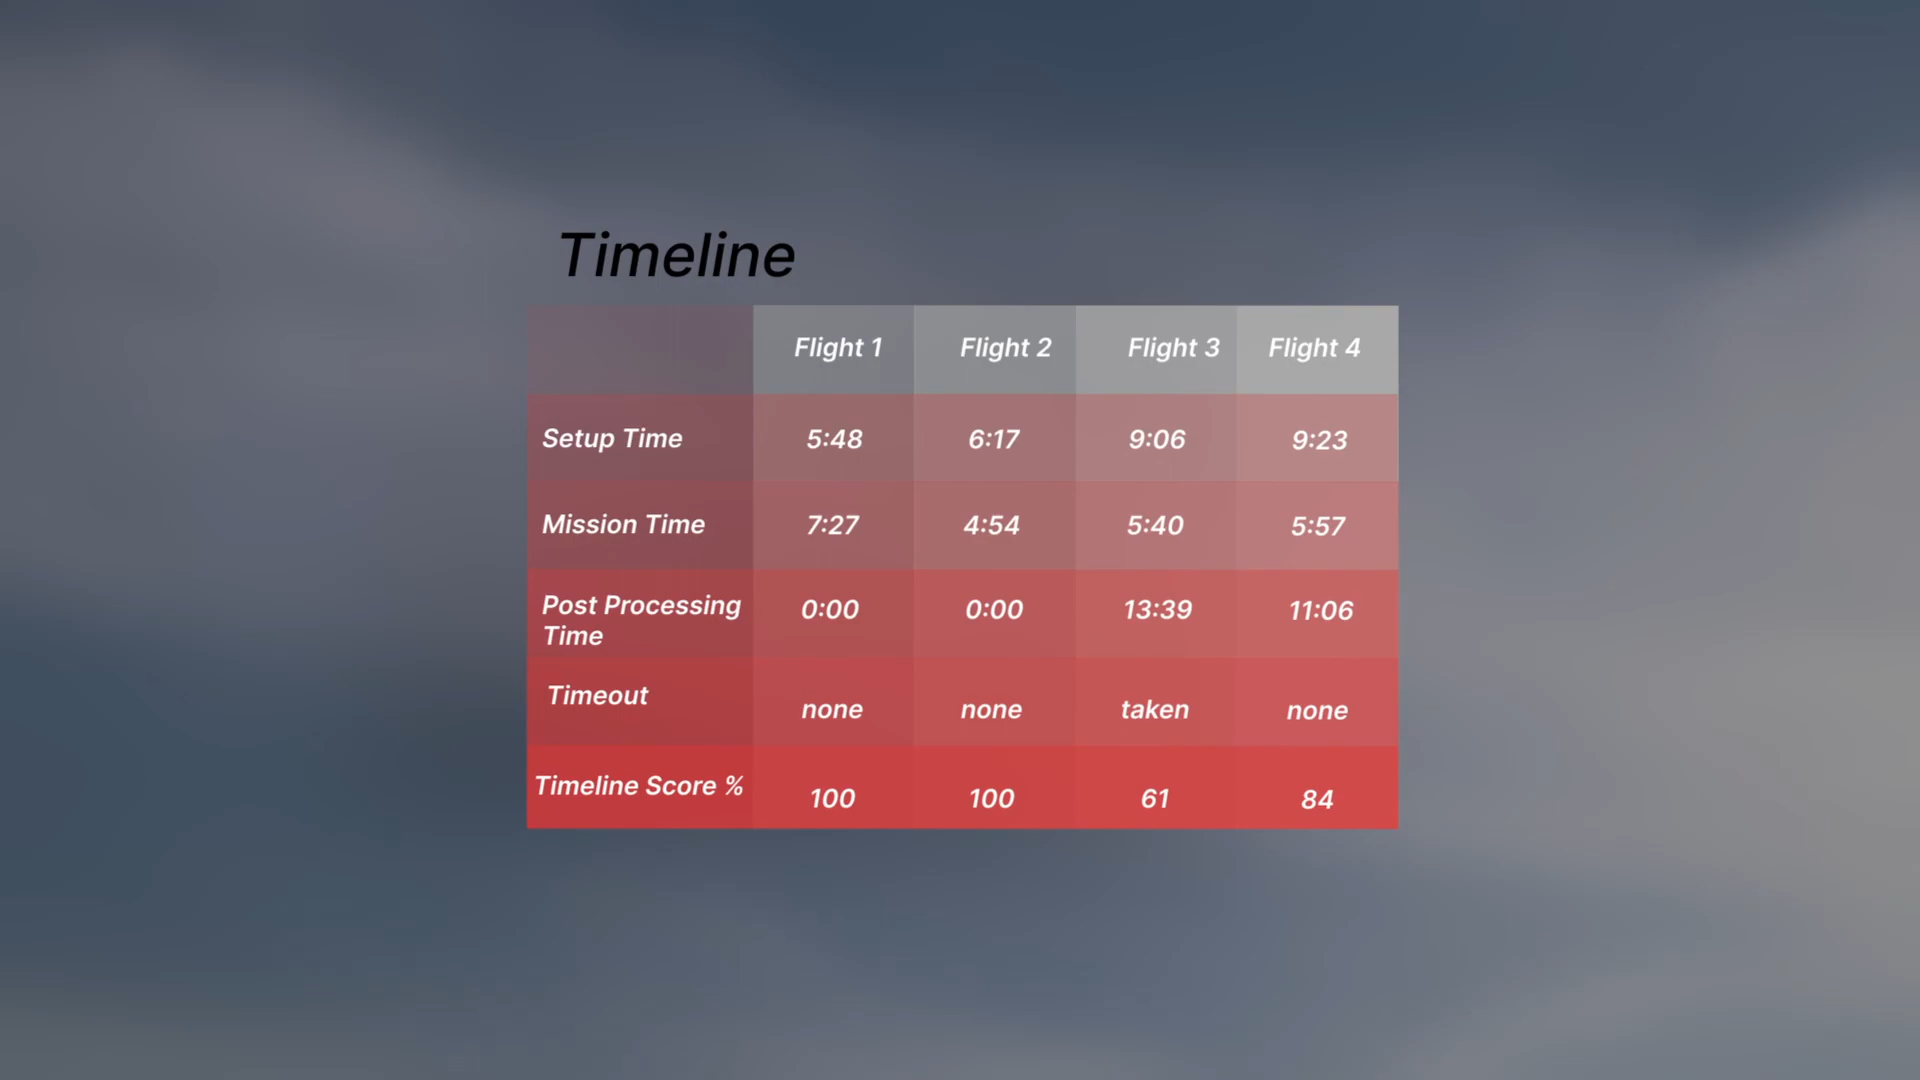 Timeline
Flight 1 Flight 2 Flight 3 Flight 4
Setup Time 5:48 6:17 9:06 9:23
Mission Time 7:27 4:54 5:40 5:57
Post Processing
Time 0:00 0:00 13:39 11:06
Timeout none none taken none
Timeline Score % 100 100 61 84